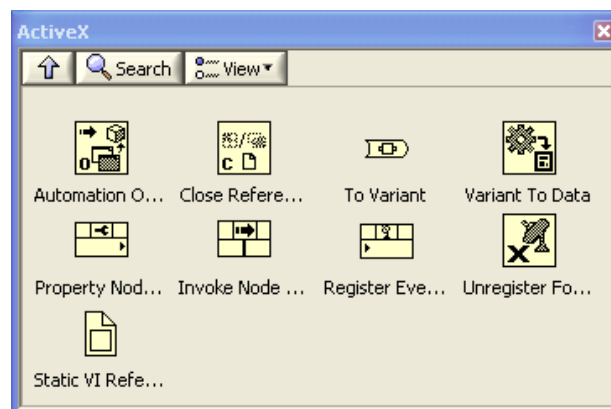 ActiveX
Search View
Automation O... Close Refere... To Variant Variant To Data
Property Nod... Invoke Node ... Register Eve... Unregister Fo...
Static VI Refe...